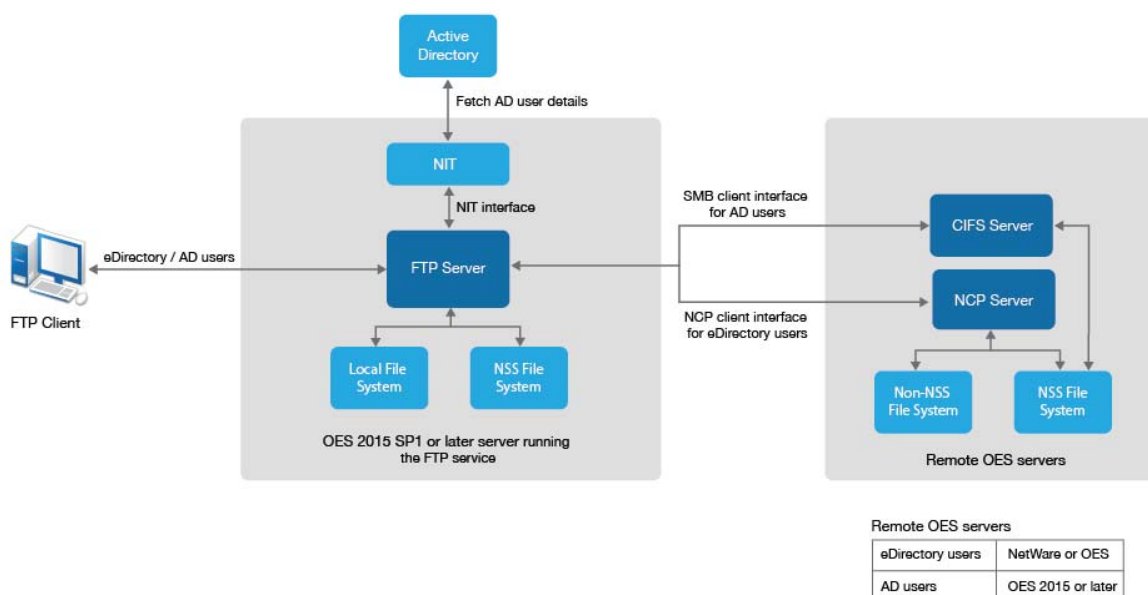 Active
Directory
Fetch AD user details
NIT
NIT interface
SMB client interface
for AD users
CIFS Server
eDirectory / AD users
FTP Server
NCP Server
FTP Client
NCP client interface
for eDirectory users
Local File
System
NSS File
System
Non-NSS
File System
NSS File
System
OES 2015 SP1 or later server running
the FTP service
Remote OES servers
Remote OES servers
eDirectory users NetWare or OES
AD users OES 2015 or later